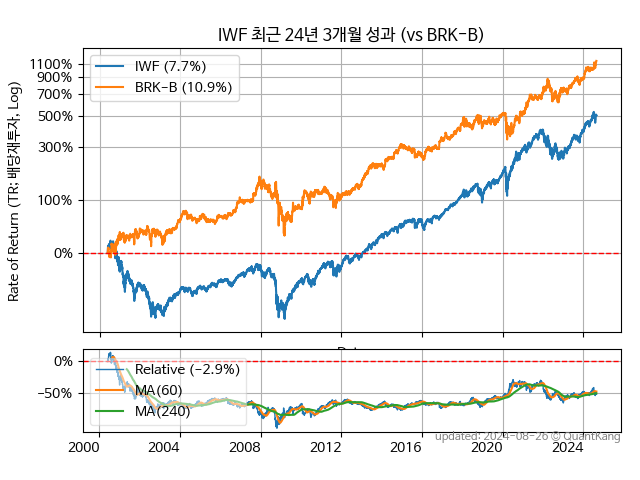 IWF 최근 24년 3개월 성과 (vs BRK-B)
Rate of Return (TR; 배당재투자, Log)
1100%
900%
700%
500%
300%
100%
0%
IWF (7.7%)
BRK-B (10.9%)
0%
-50%
Relative (-2.9%)
MA(60)
MA(240)
2000 2004 2008 2012 2016 2020 2024
updated: 2024-08-26 © QuantKang